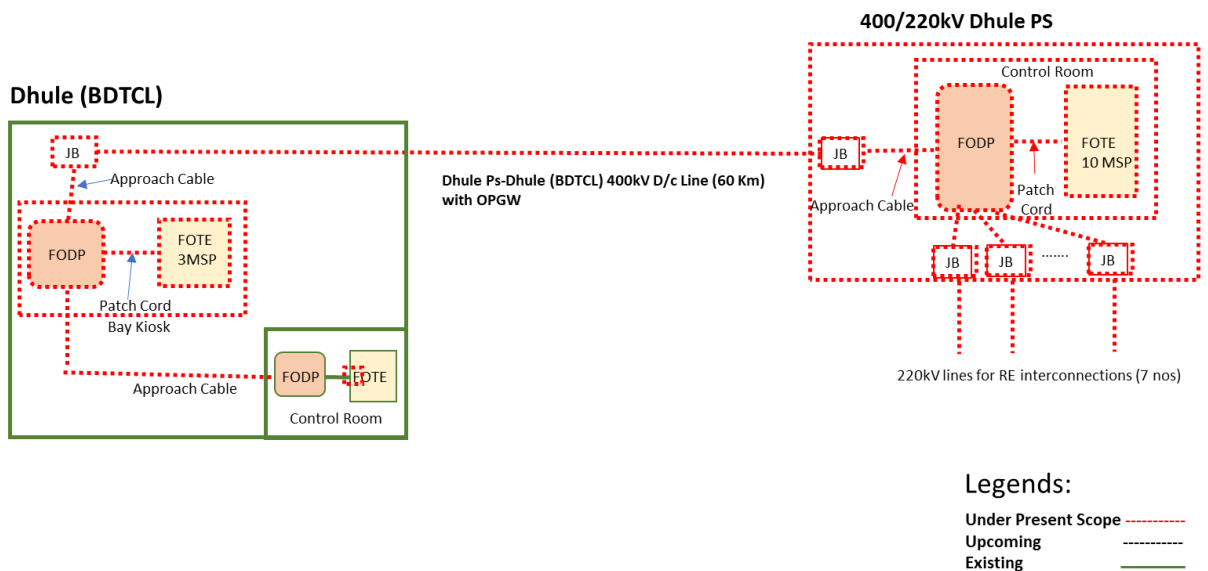 400/220kV Dhule PS
Control Room
Dhule (BDTCL)
JB
Approach Cable
FODP
FOTE
3MSP
Patch Cord
Bay Kiosk
Approach Cable
FODP
FOTE
Control Room
Dhule Ps-Dhule (BDTCL) 400kV D/c Line (60 Km)
with OPGW
JB
Approach Cable
FODP
FOTE
10 MSP
Patch
Cord
JB
JB
.......
JB
220kV lines for RE interconnections (7 nos)
Legends:
Under Present Scope
Upcoming
Existing